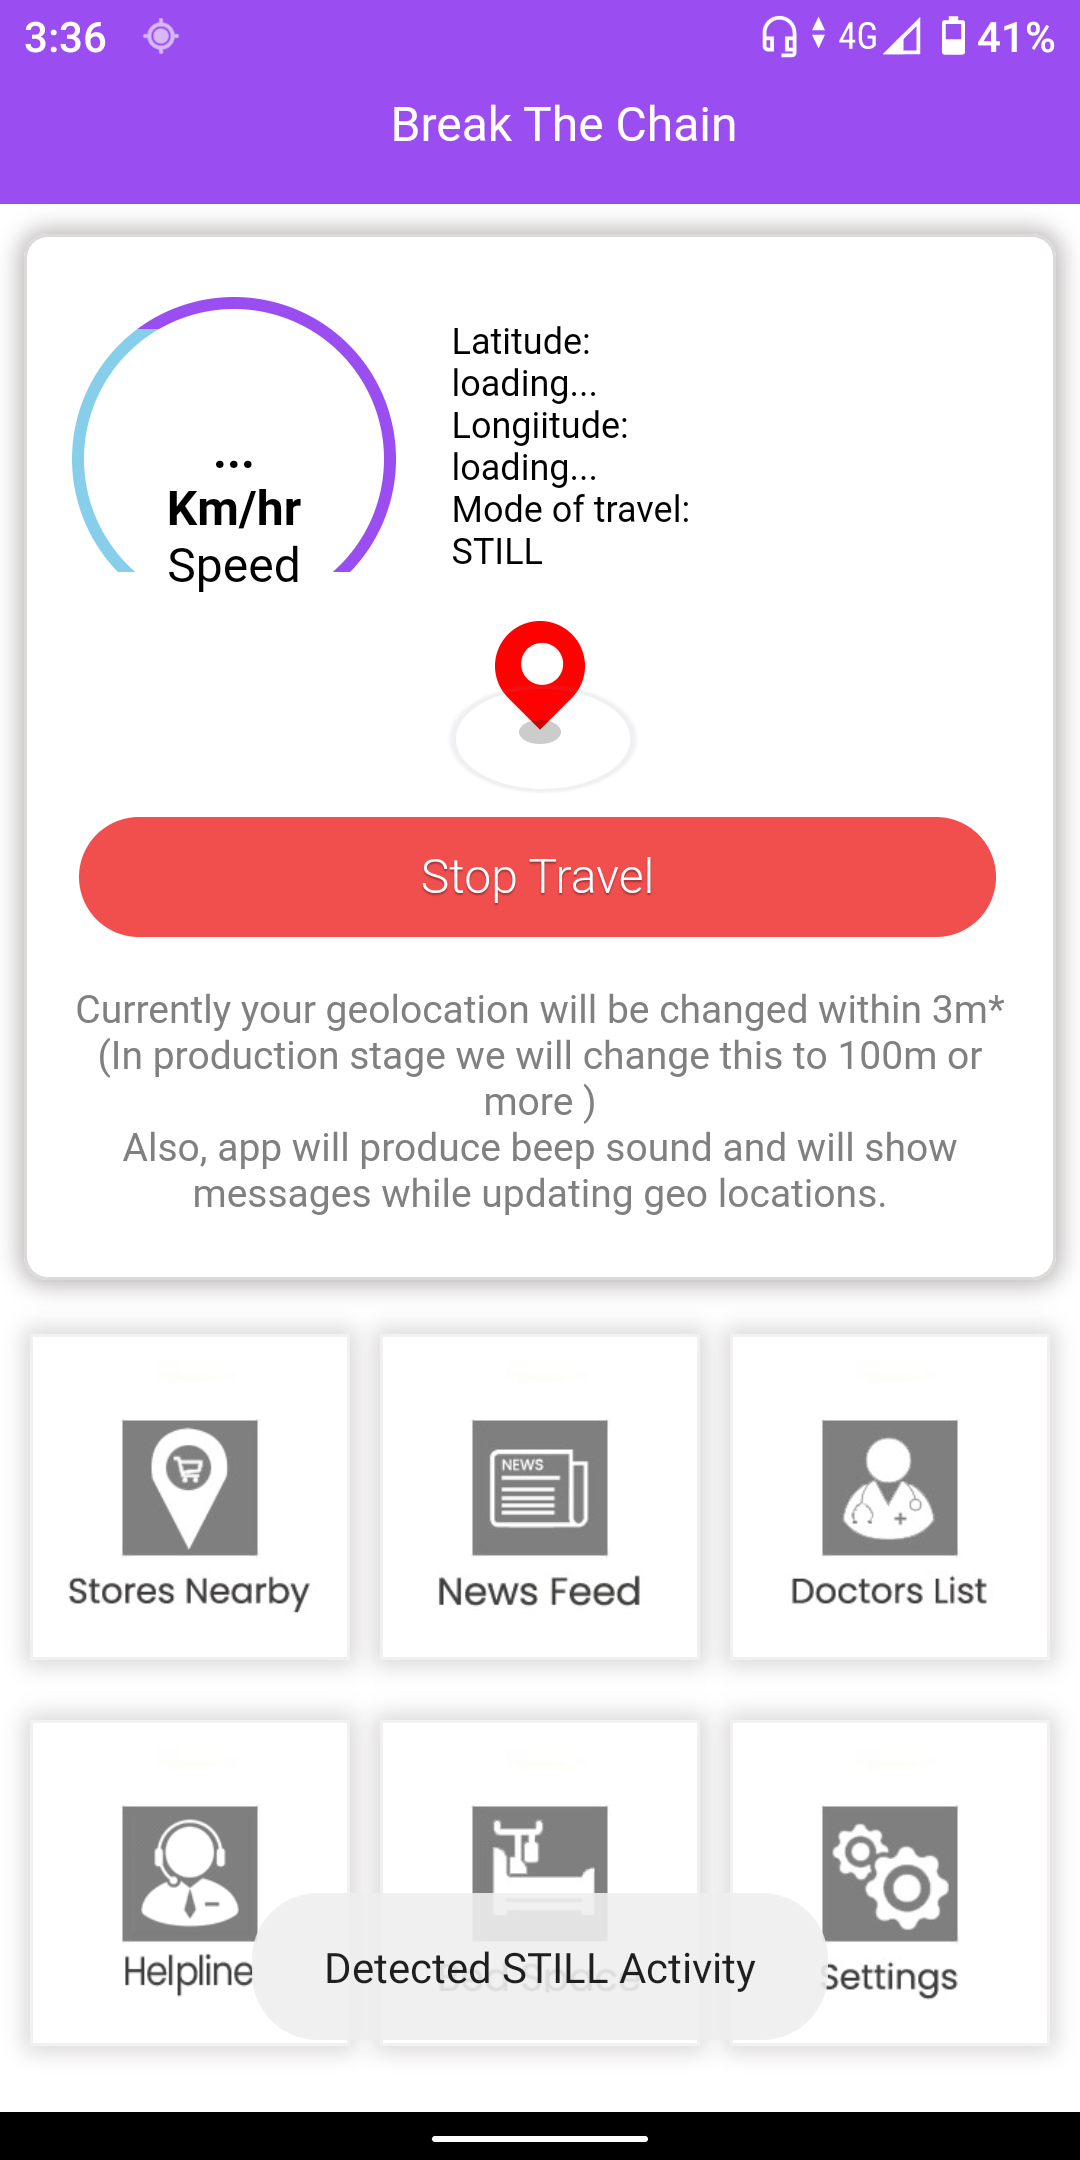 3:36
4G
41%
Break The Chain
...
Km/hr
Speed
Latitude:
loading...
Longiitude:
loading...
Mode of travel:
STILL
Stop Travel
Currently your geolocation will be changed within 3m*
(In production stage we will change this to 100m or
more )
Also, app will produce beep sound and will show
messages while updating geo locations.
NEWS
Stores Nearby
News Feed
Doctors List
Helpline
Bed Space
Settings
Detected STILL Activity